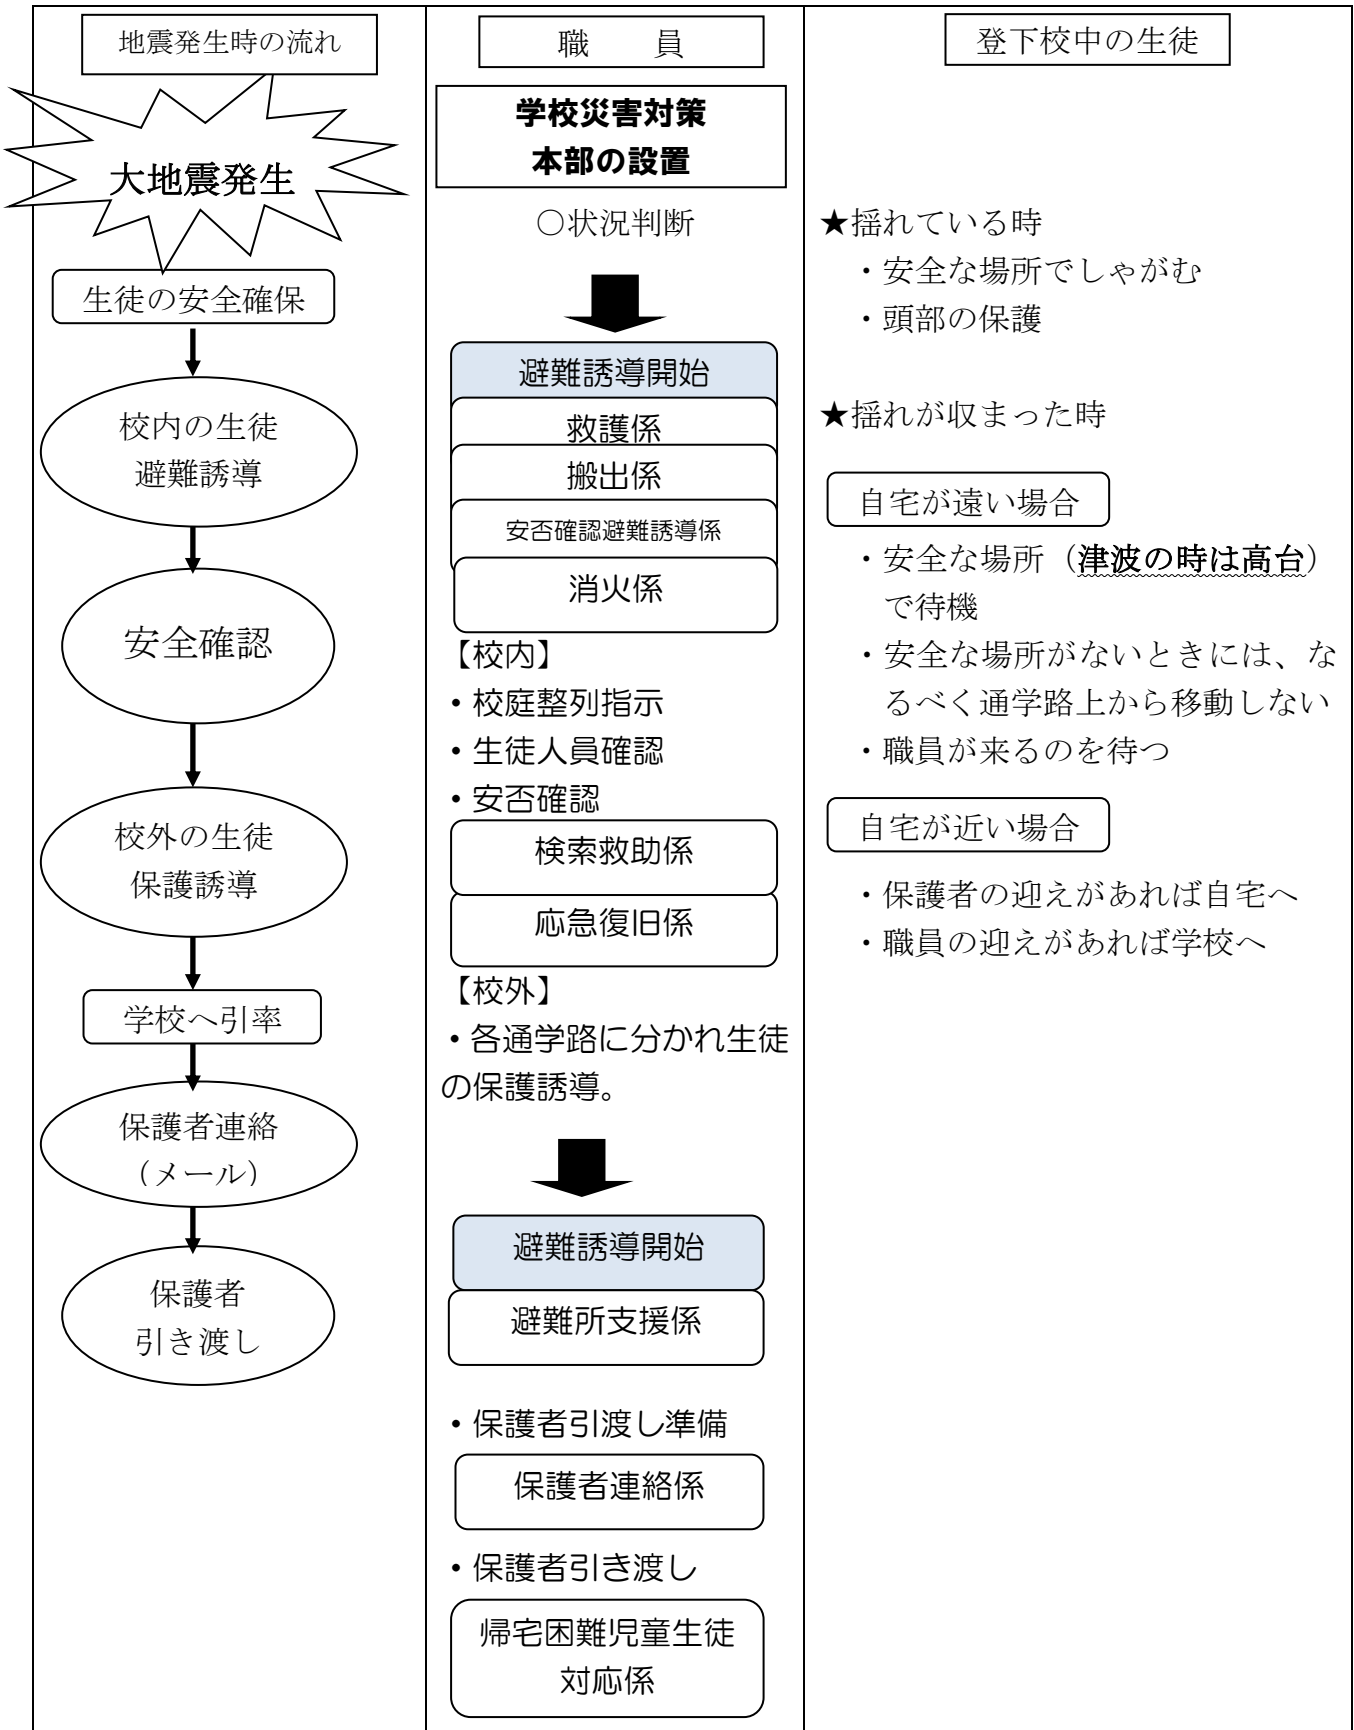 地震発生時の流れ
大地震発生
生徒の安全確保
校内の生徒
避難誘導
安全確認
校外の生徒
保護誘導
学校へ引率
保護者連絡
（メール）
保護者
引き渡し
職　員
学校災害対策
本部の設置
○状況判断
避難誘導開始
救護係
搬出係
安否確認避難誘導係
消火係
【校内】
・校庭整列指示
・生徒人員確認
・安否確認
検索救助係
応急復旧係
【校外】
・各通学路に分かれ生徒
の保護誘導。
避難誘導開始
避難所支援係
・保護者引渡し準備
保護者連絡係
・保護者引き渡し
帰宅困難児童生徒
対応係
登下校中の生徒
★揺れている時
・安全な場所でしゃがむ
・頭部の保護
★揺れが収まった時
自宅が遠い場合
・安全な場所（津波の時は高台）
で待機
・安全な場所がないときには、な
るべく通学路上から移動しない
・職員が来るのを待つ
自宅が近い場合
・保護者の迎えがあれば自宅へ
・職員の迎えがあれば学校へ